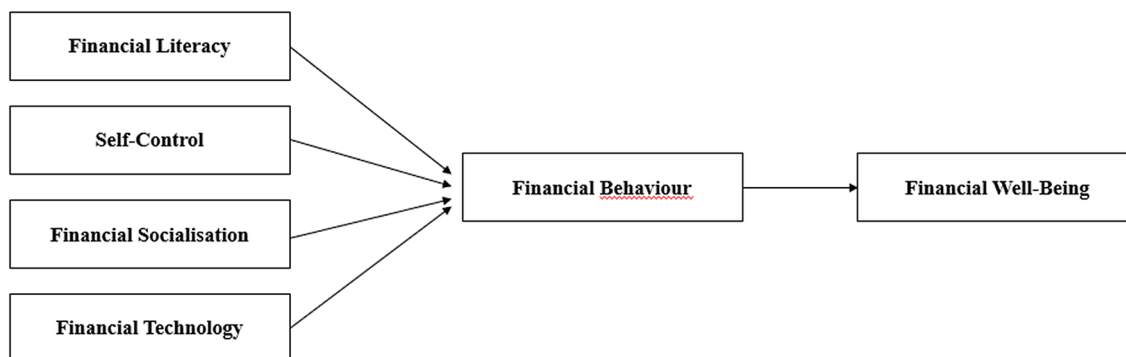 Financial Literacy
Self-Control
Financial Socialisation
Financial Technology
Financial Behaviour
Financial Well-Being